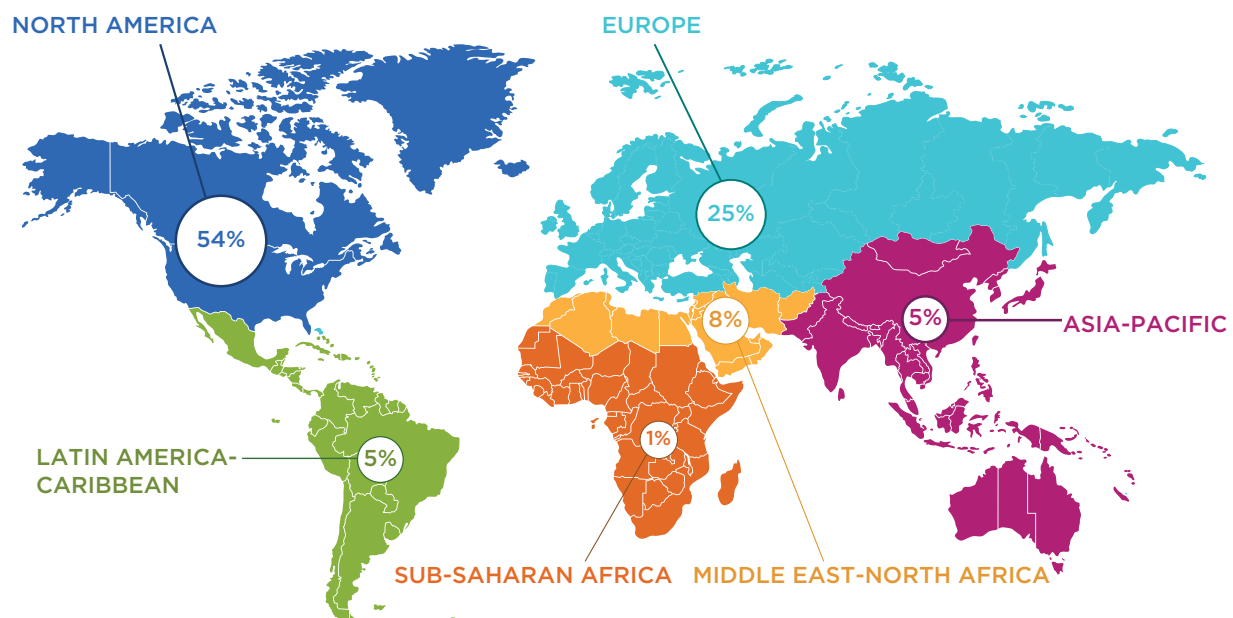 NORTH AMERICA
EUROPE
54%
25%
8%
5%
ASIA-PACIFIC
1%
LATIN AMERICA-
CARIBBEAN
5%
SUB-SAHARAN AFRICA
MIDDLE EAST-NORTH AFRICA